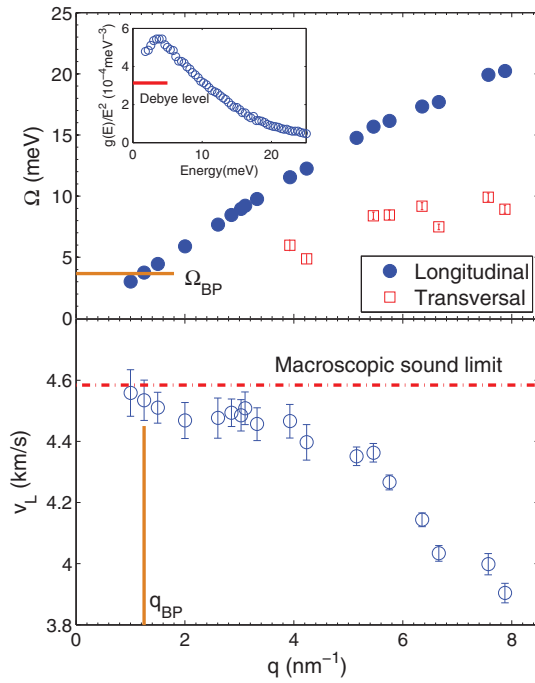 25
20
15
10
5
0
Ω (meV)
6
4
2
0
g(E)/E² (10⁻⁴meV⁻³)
Debye level
0 10 20
Energy(meV)
Ω_BP
Longitudinal
Transversal
4.8
4.6
4.4
4.2
4
3.8
v_L (km/s)
Macroscopic sound limit
q_BP
0 2 4 6 8
q (nm⁻¹)